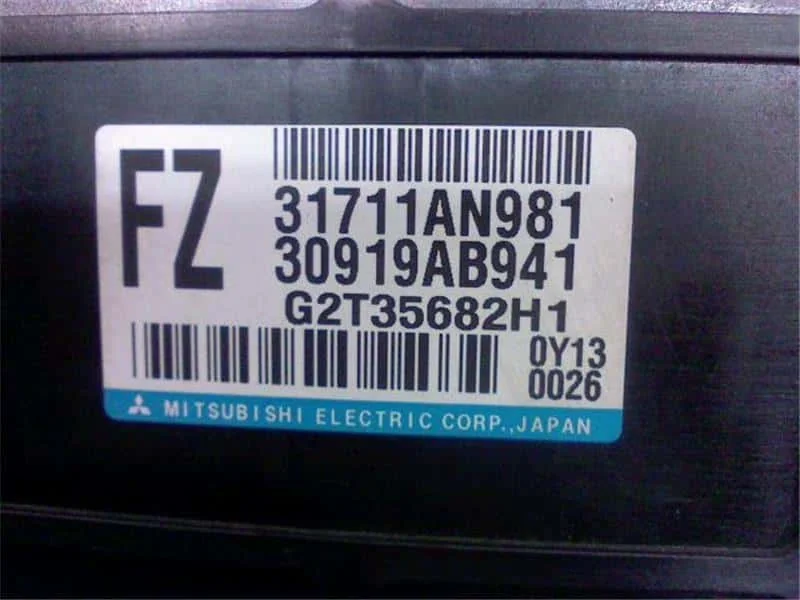 FZ
31711AN981
30919AB941
G2T35682H1
0Y13
0026
MITSUBISHI ELECTRIC CORP., JAPAN